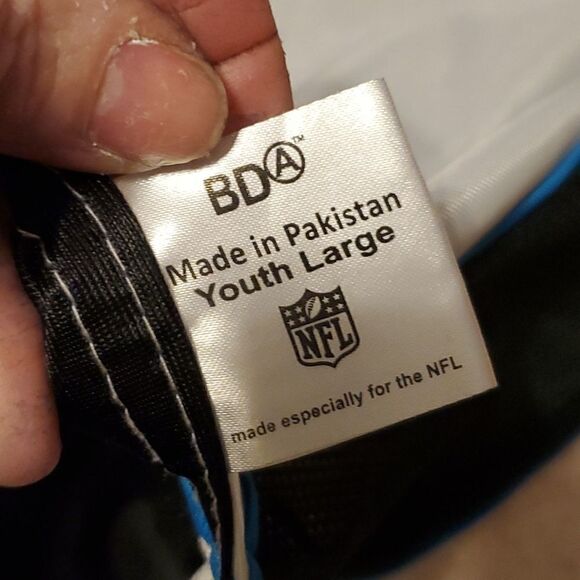 BDA™
Made in Pakistan
Youth Large
NFL
made especially for the NFL